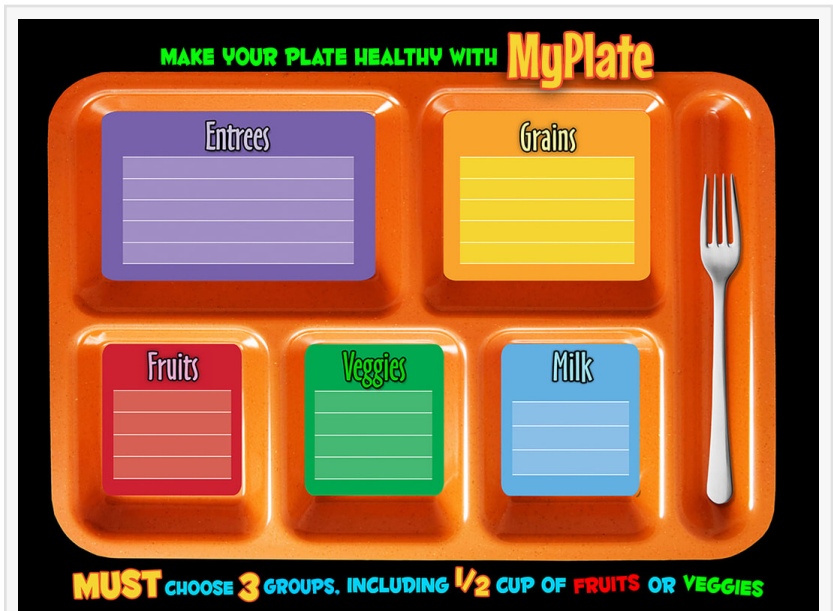 MAKE YOUR PLATE HEALTHY WITH MyPlate
Entrees
Grains
Fruits
Veggies
Milk
MUST CHOOSE 3 GROUPS, INCLUDING 1/2 CUP OF FRUITS OR VEGGIES